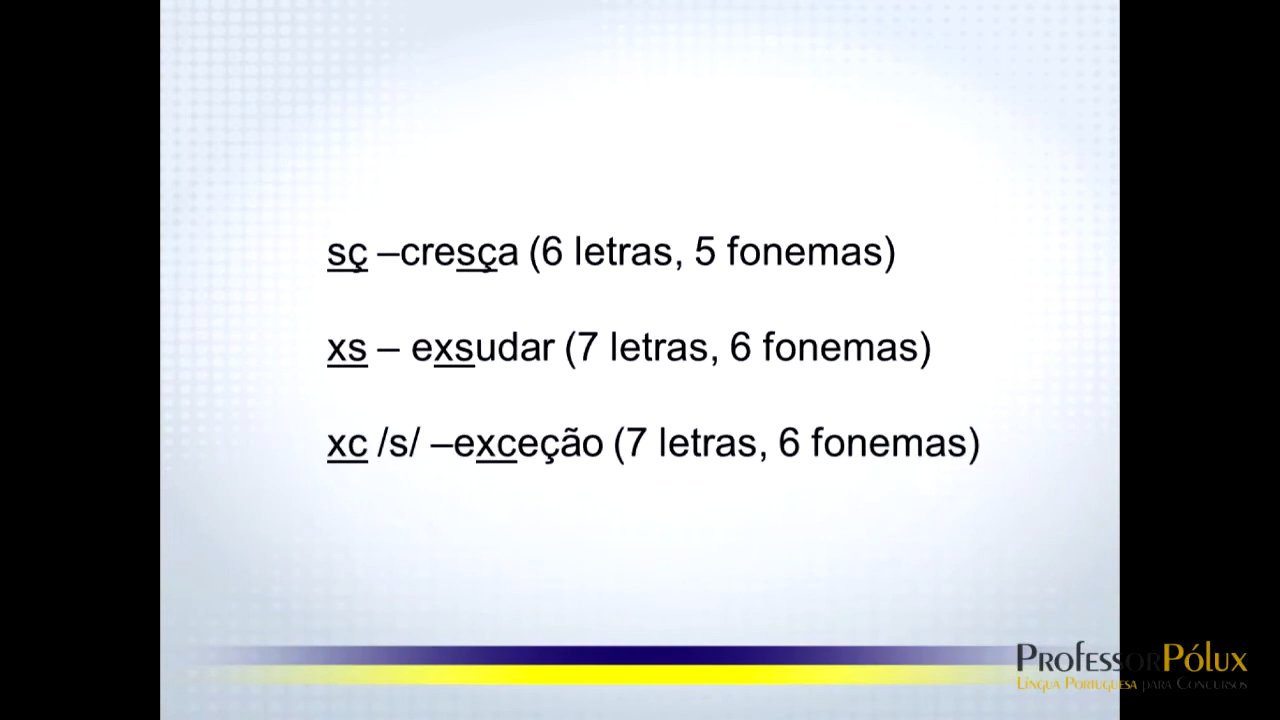 sç –cresça (6 letras, 5 fonemas)
xs – exsudar (7 letras, 6 fonemas)
xc /s/ –exceção (7 letras, 6 fonemas)
PROFESSORPÓLUX
LÍNGUA PORTUGUESA PARA CONCURSOS